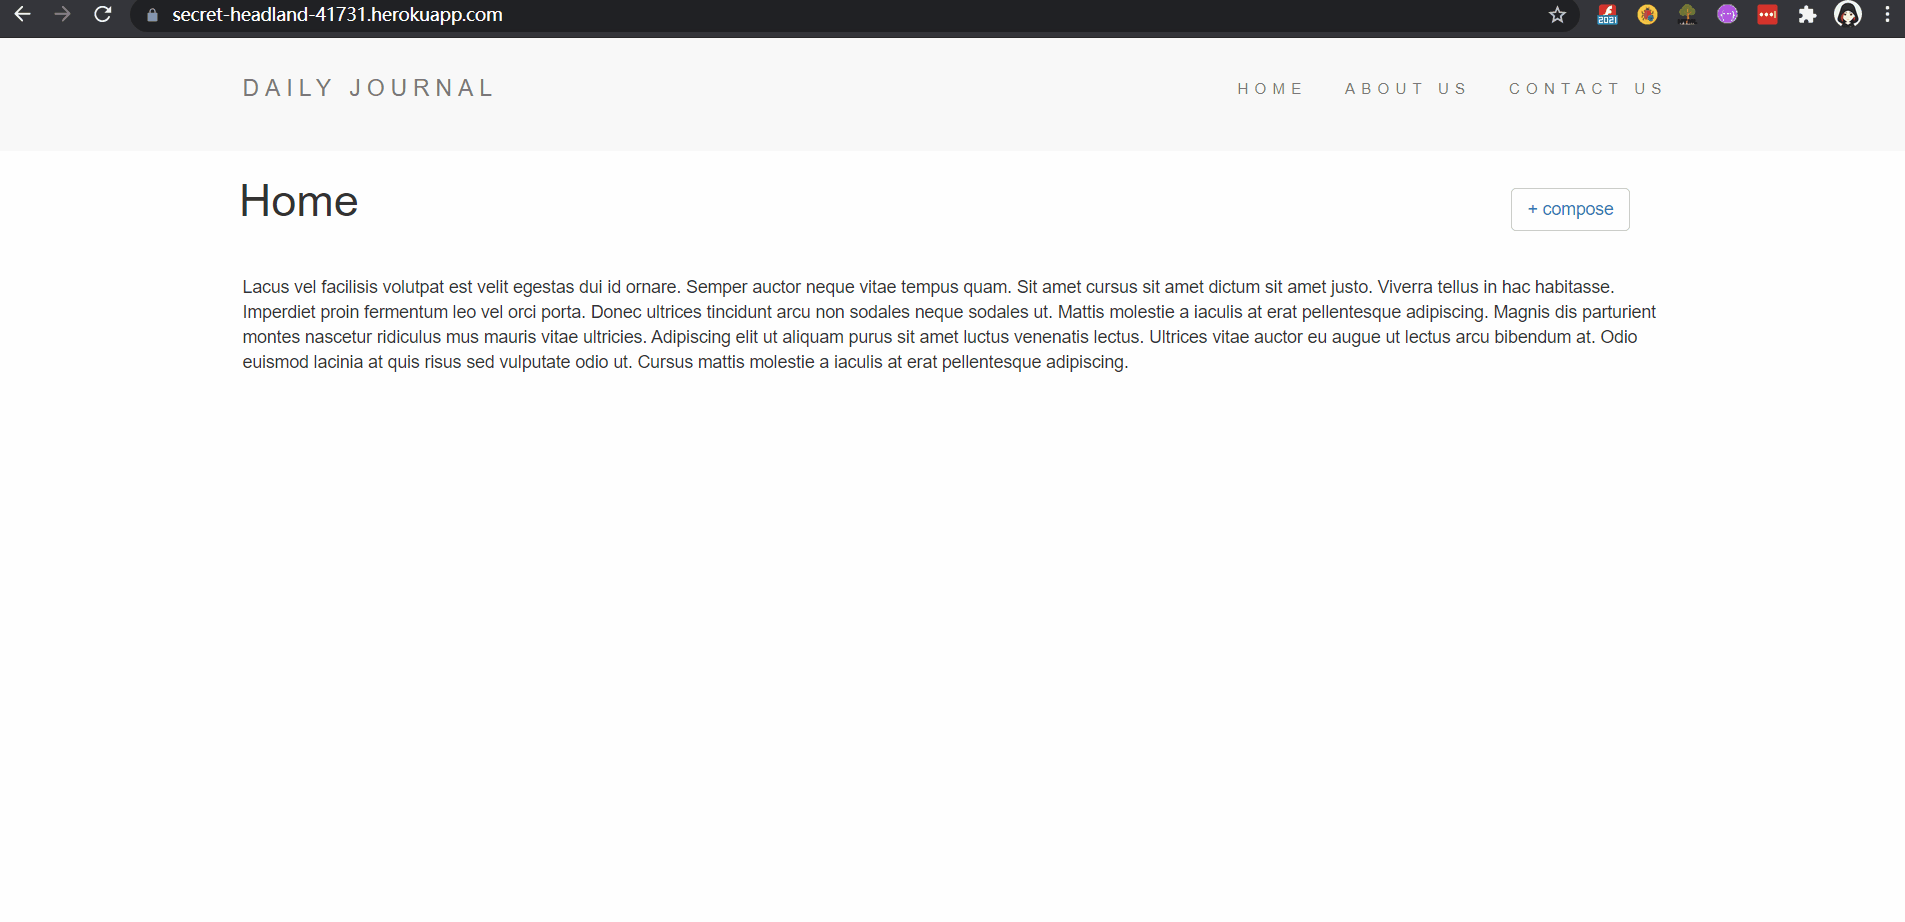 secret-headland-41731.herokuapp.com
2021
DAILY JOURNAL
HOME ABOUT US CONTACT US
Home
+ compose
Lacus vel facilisis volutpat est velit egestas dui id ornare. Semper auctor neque vitae tempus quam. Sit amet cursus sit amet dictum sit amet justo. Viverra tellus in hac habitasse.
Imperdiet proin fermentum leo vel orci porta. Donec ultrices tincidunt arcu non sodales neque sodales ut. Mattis molestie a iaculis at erat pellentesque adipiscing. Magnis dis parturient
montes nascetur ridiculus mus mauris vitae ultricies. Adipiscing elit ut aliquam purus sit amet luctus venenatis lectus. Ultrices vitae auctor eu augue ut lectus arcu bibendum at. Odio
euismod lacinia at quis risus sed vulputate odio ut. Cursus mattis molestie a iaculis at erat pellentesque adipiscing.